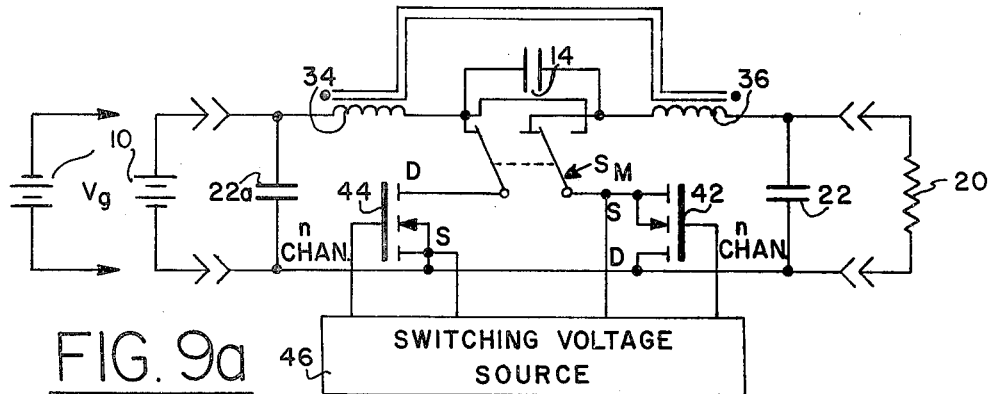 34
14
36
10
Vg
22a
44
D
SM
S
42
22
20
n
CHAN.
S
D
n
CHAN.
FIG. 9a
46
SWITCHING VOLTAGE
SOURCE